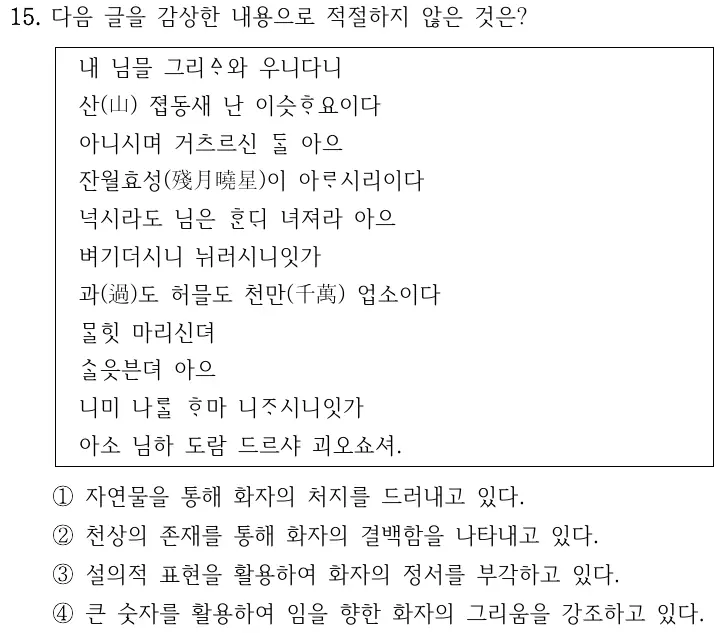 15. 다음 글을 감상한 내용으로 적절하지 않은 것은?
내 님믈 그리ᄉᆞ와 우니다니
산(山) 졉동새 난 이슷ᄒᆞ요이다
아니시며 거츠르신 ᄃᆞᆯ 아으
잔월효성(殘月曉星)이 아ᄅᆞ시리이다
넉시라도 님은 ᄒᆞᆫᄃᆡ 녀져라 아으
벼기더시니 뉘러시니잇가
과(過)도 허믈도 천만(千萬) 업소이다
ᄆᆞᆯ힛 마리신뎌
ᄉᆞᆯ읏븐뎌 아으
니미 나ᄅᆞᆯ ᄒᆞ마 니ᄌᆞ시니잇가
아소 님하 도람 드르샤 괴오쇼셔.
① 자연물을 통해 화자의 처지를 드러내고 있다.
② 천상의 존재를 통해 화자의 결백함을 나타내고 있다.
③ 설의적 표현을 활용하여 화자의 정서를 부각하고 있다.
④ 큰 숫자를 활용하여 임을 향한 화자의 그리움을 강조하고 있다.